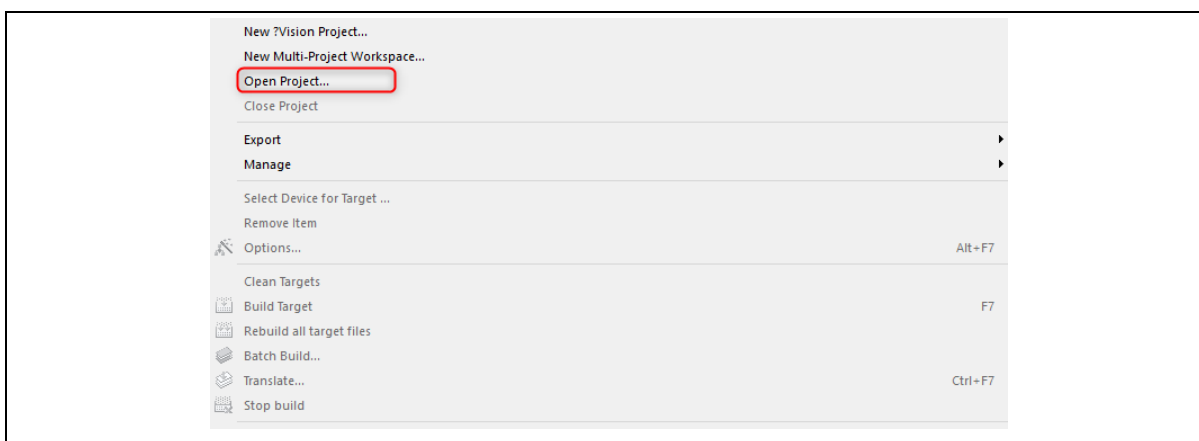 New ?Vision Project...
New Multi-Project Workspace...
Open Project...
Close Project
Export
Manage
Select Device for Target ...
Remove Item
Options... Alt+F7
Clean Targets
Build Target F7
Rebuild all target files
Batch Build...
Translate... Ctrl+F7
Stop build